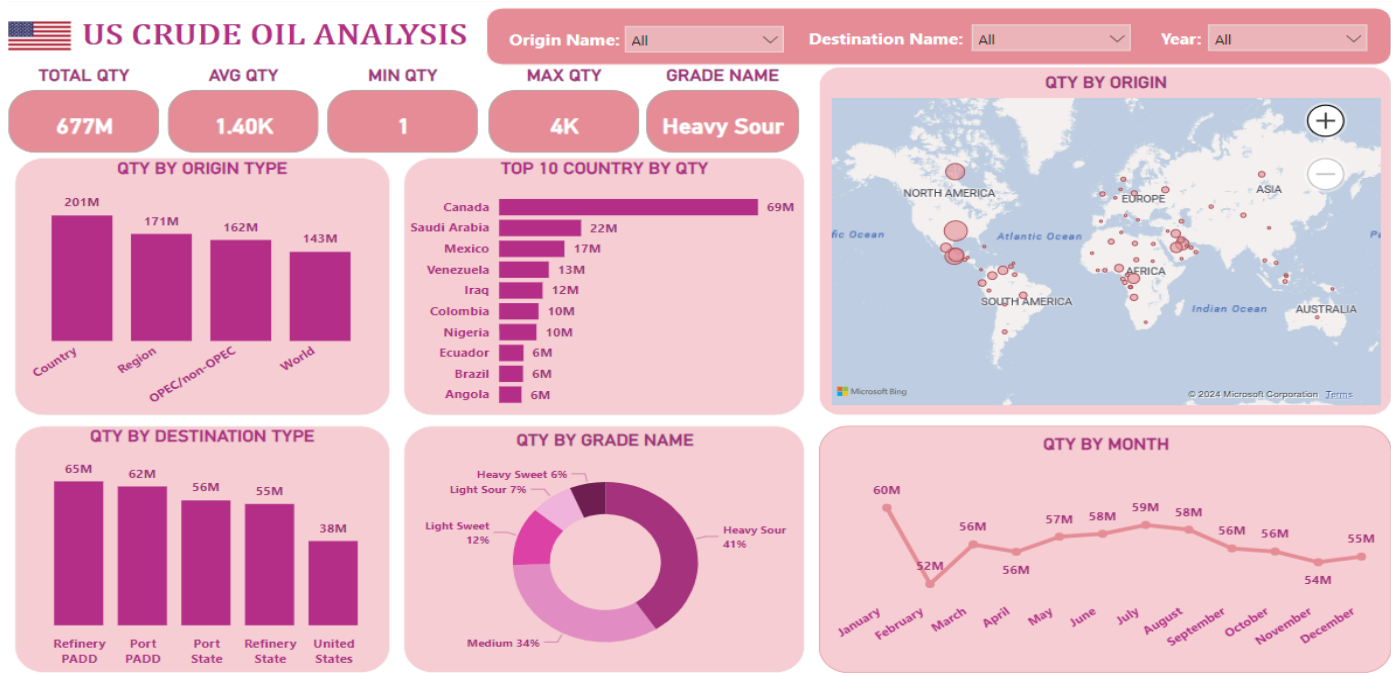 US CRUDE OIL ANALYSIS
Origin Name: All
Destination Name: All
Year: All
TOTAL QTY
677M
AVG QTY
1.40K
MIN QTY
1
MAX QTY
4K
GRADE NAME
Heavy Sour
QTY BY ORIGIN TYPE
201M
171M
162M
143M
Country
Region
OPEC/non-OPEC
World
TOP 10 COUNTRY BY QTY
Canada 69M
Saudi Arabia 22M
Mexico 17M
Venezuela 13M
Iraq 12M
Colombia 10M
Nigeria 10M
Ecuador 6M
Brazil 6M
Angola 6M
QTY BY ORIGIN
NORTH AMERICA
EUROPE
ASIA
fic Ocean
Atlantic Ocean
Pa
AFRICA
SOUTH AMERICA
Indian Ocean
AUSTRALIA
Microsoft Bing
© 2024 Microsoft Corporation Terms
QTY BY DESTINATION TYPE
65M
62M
56M
55M
38M
Refinery
PADD
Port
PADD
Port
State
Refinery
State
United
States
QTY BY GRADE NAME
Heavy Sweet 6%
Light Sour 7%
Light Sweet
12%
Heavy Sour
41%
Medium 34%
QTY BY MONTH
60M
52M
56M
56M
57M
58M
59M
58M
56M
56M
54M
55M
January
February
March
April
May
June
July
August
September
October
November
December